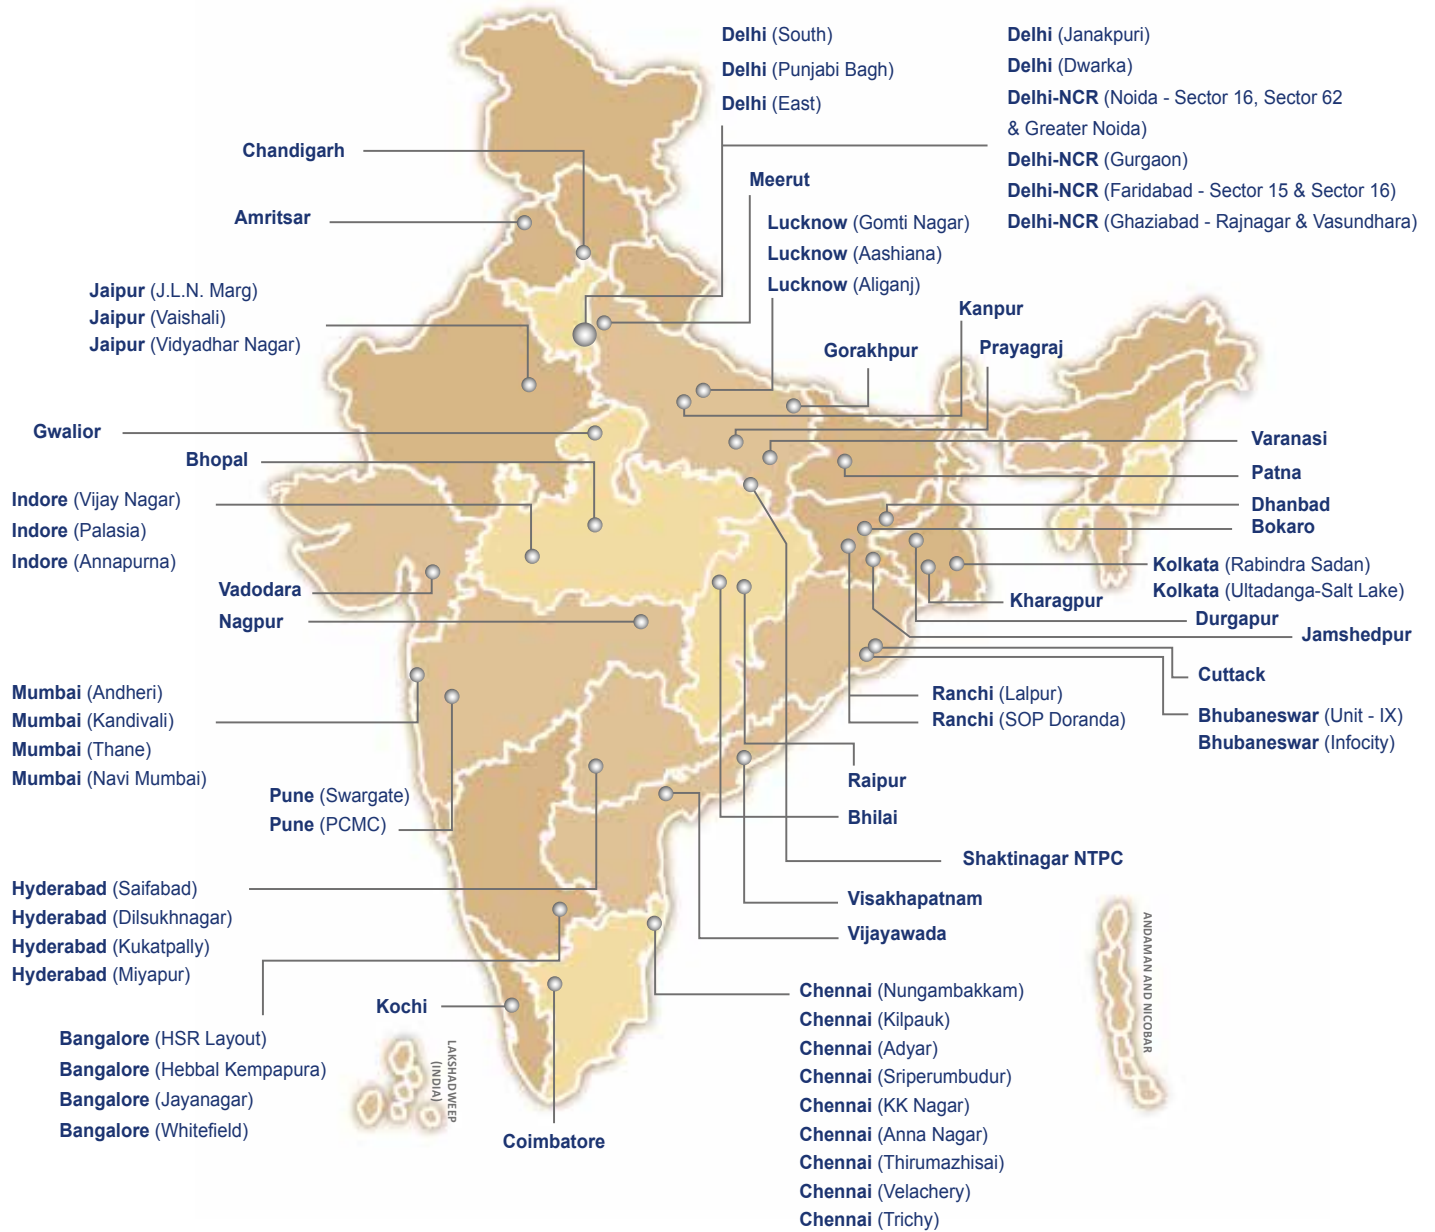 Delhi (South)
Delhi (Punjabi Bagh)
Delhi (East)
Delhi (Janakpuri)
Delhi (Dwarka)
Delhi-NCR (Noida - Sector 16, Sector 62
& Greater Noida)
Delhi-NCR (Gurgaon)
Delhi-NCR (Faridabad - Sector 15 & Sector 16)
Delhi-NCR (Ghaziabad - Rajnagar & Vasundhara)
Chandigarh
Amritsar
Meerut
Lucknow (Gomti Nagar)
Lucknow (Aashiana)
Lucknow (Aliganj)
Jaipur (J.L.N. Marg)
Jaipur (Vaishali)
Jaipur (Vidyadhar Nagar)
Kanpur
Gorakhpur
Prayagraj
Gwalior
Bhopal
Varanasi
Patna
Dhanbad
Bokaro
Indore (Vijay Nagar)
Indore (Palasia)
Indore (Annapurna)
Kolkata (Rabindra Sadan)
Kolkata (Ultadanga-Salt Lake)
Vadodara
Nagpur
Kharagpur
Durgapur
Jamshedpur
Cuttack
Mumbai (Andheri)
Mumbai (Kandivali)
Mumbai (Thane)
Mumbai (Navi Mumbai)
Ranchi (Lalpur)
Ranchi (SOP Doranda)
Bhubaneswar (Unit - IX)
Bhubaneswar (Infocity)
Pune (Swargate)
Pune (PCMC)
Raipur
Bhilai
Shaktinagar NTPC
Hyderabad (Saifabad)
Hyderabad (Dilsukhnagar)
Hyderabad (Kukatpally)
Hyderabad (Miyapur)
Visakhapatnam
Vijayawada
ANDAMAN AND NICOBAR
Kochi
Bangalore (HSR Layout)
Bangalore (Hebbal Kempapura)
Bangalore (Jayanagar)
Bangalore (Whitefield)
LAKSHADWEEP
(INDIA)
Coimbatore
Chennai (Nungambakkam)
Chennai (Kilpauk)
Chennai (Adyar)
Chennai (Sriperumbudur)
Chennai (KK Nagar)
Chennai (Anna Nagar)
Chennai (Thirumazhisai)
Chennai (Velachery)
Chennai (Trichy)